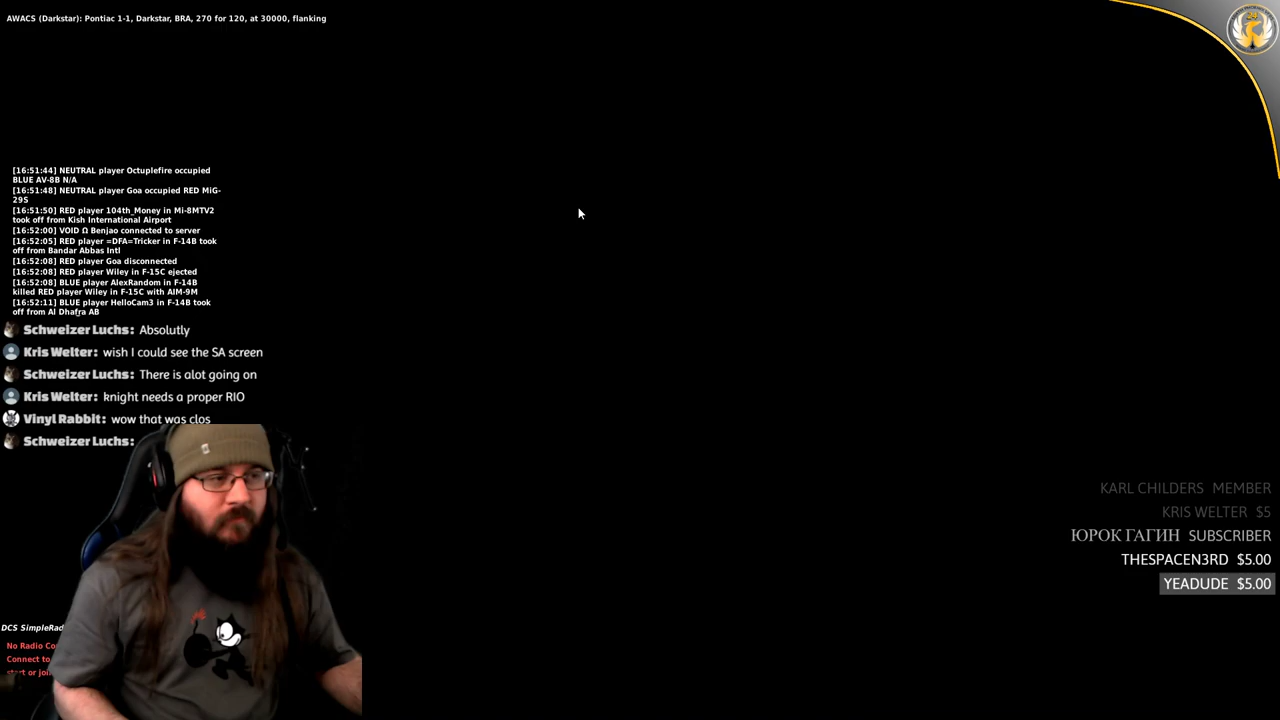 AWACS (Darkstar): Pontiac 1-1, Darkstar, BRA, 270 for 120, at 30000, flanking
[16:51:44] NEUTRAL player Octuplefire occupied
BLUE AV-8B N/A
[16:51:48] NEUTRAL player Goa occupied RED MiG-
29S
[16:51:50] RED player 104th_Money in Mi-8MTV2
took off from Kish International Airport
[16:52:00] VOID Ω Benjao connected to server
[16:52:05] RED player =DFA=Tricker in F-14B took
off from Bandar Abbas Intl
[16:52:08] RED player Goa disconnected
[16:52:08] RED player Wiley in F-15C ejected
[16:52:08] BLUE player AlexRandom in F-14B
killed RED player Wiley in F-15C with AIM-9M
[16:52:11] BLUE player HelloCam3 in F-14B took
off from Al Dhafra AB
Schweizer Luchs: Absolutly
Kris Welter: wish I could see the SA screen
Schweizer Luchs: There is alot going on
Kris Welter: knight needs a proper RIO
Vinyl Rabbit: wow that was clos
Schweizer Luchs:
KARL CHILDERS MEMBER
KRIS WELTER $5
ЮРОК ГАГИН SUBSCRIBER
THESPACEN3RD $5.00
YEADUDE $5.00
DCS SimpleRad
No Radio Co
Connect to
start or join